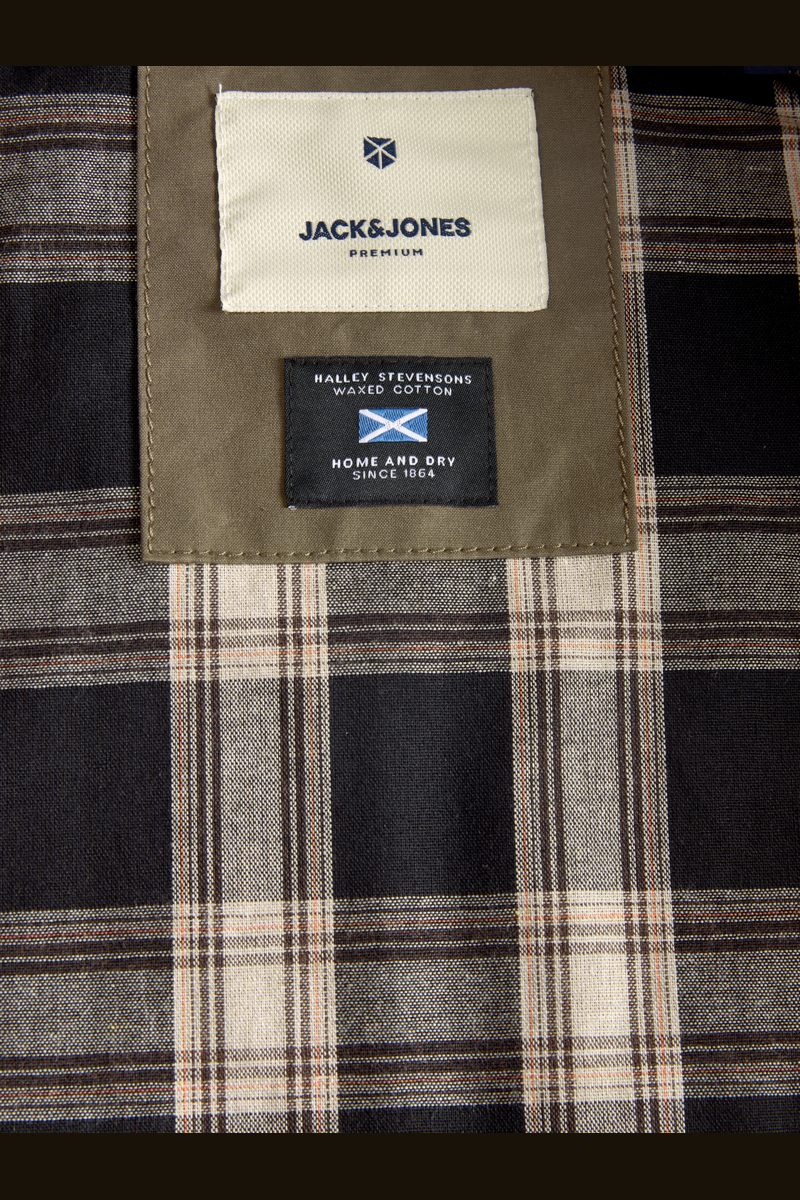 JACK&JONES
PREMIUM
HALLEY STEVENSONS
WAXED COTTON
HOME AND DRY
SINCE 1864